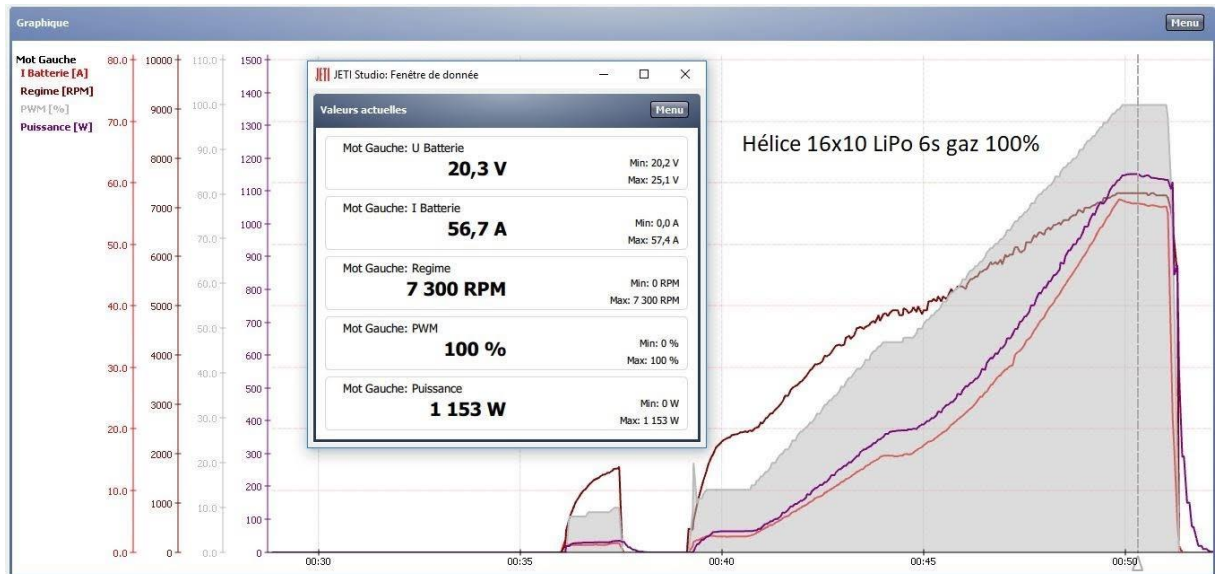 Graphique
Menu
Mot Gauche
I Batterie [A]
Regime [RPM]
PWM [%]
Puissance [W]
80.0
70.0
60.0
50.0
40.0
30.0
20.0
10.0
0.0
10000
9000
8000
7000
6000
5000
4000
3000
2000
1000
0
110.0
100.0
90.0
80.0
70.0
60.0
50.0
40.0
30.0
20.0
10.0
0.0
1500
1400
1300
1200
1100
1000
900
800
700
600
500
400
300
200
100
0
JETI JETI Studio: Fenêtre de donnée
Valeurs actuelles
Menu
Mot Gauche: U Batterie
20,3 V
Min: 20,2 V
Max: 25,1 V
Mot Gauche: I Batterie
56,7 A
Min: 0,0 A
Max: 57,4 A
Mot Gauche: Regime
7 300 RPM
Min: 0 RPM
Max: 7 300 RPM
Mot Gauche: PWM
100 %
Min: 0 %
Max: 100 %
Mot Gauche: Puissance
1 153 W
Min: 0 W
Max: 1 153 W
Hélice 16x10 LiPo 6s gaz 100%
00:30
00:35
00:40
00:45
00:50